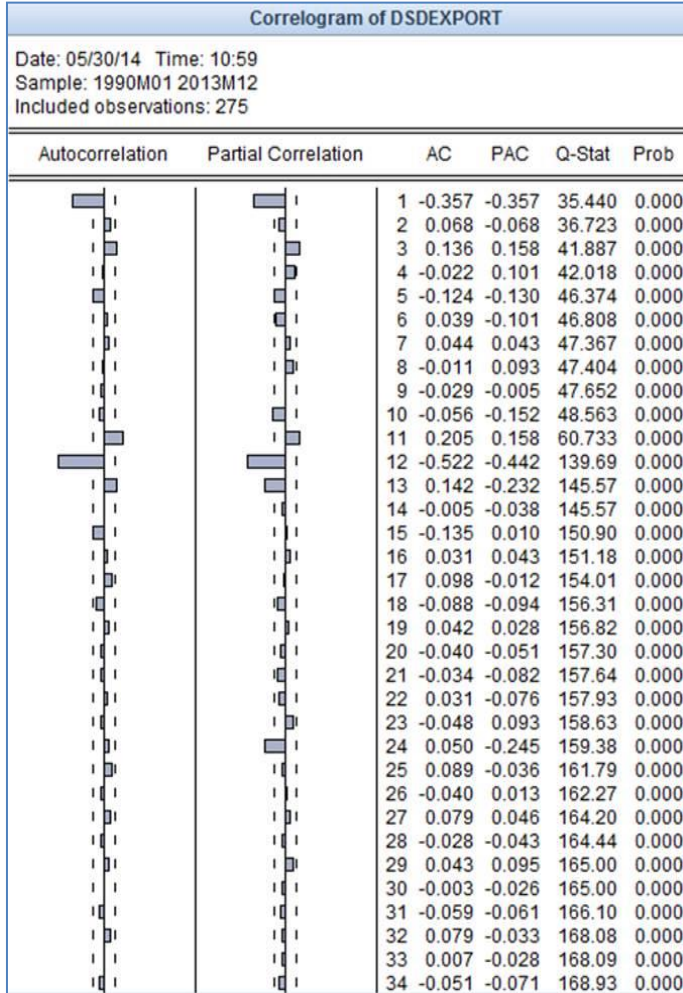 Correlogram of DSDEXPORT
Date: 05/30/14 Time: 10:59
Sample: 1990M01 2013M12
Included observations: 275
Autocorrelation Partial Correlation AC PAC Q-Stat Prob
1 -0.357 -0.357 35.440 0.000
2 0.068 -0.068 36.723 0.000
3 0.136 0.158 41.887 0.000
4 -0.022 0.101 42.018 0.000
5 -0.124 -0.130 46.374 0.000
6 0.039 -0.101 46.808 0.000
7 0.044 0.043 47.367 0.000
8 -0.011 0.093 47.404 0.000
9 -0.029 -0.005 47.652 0.000
10 -0.056 -0.152 48.563 0.000
11 0.205 0.158 60.733 0.000
12 -0.522 -0.442 139.69 0.000
13 0.142 -0.232 145.57 0.000
14 -0.005 -0.038 145.57 0.000
15 -0.135 0.010 150.90 0.000
16 0.031 0.043 151.18 0.000
17 0.098 -0.012 154.01 0.000
18 -0.088 -0.094 156.31 0.000
19 0.042 0.028 156.82 0.000
20 -0.040 -0.051 157.30 0.000
21 -0.034 -0.082 157.64 0.000
22 0.031 -0.076 157.93 0.000
23 -0.048 0.093 158.63 0.000
24 0.050 -0.245 159.38 0.000
25 0.089 -0.036 161.79 0.000
26 -0.040 0.013 162.27 0.000
27 0.079 0.046 164.20 0.000
28 -0.028 -0.043 164.44 0.000
29 0.043 0.095 165.00 0.000
30 -0.003 -0.026 165.00 0.000
31 -0.059 -0.061 166.10 0.000
32 0.079 -0.033 168.08 0.000
33 0.007 -0.028 168.09 0.000
34 -0.051 -0.071 168.93 0.000